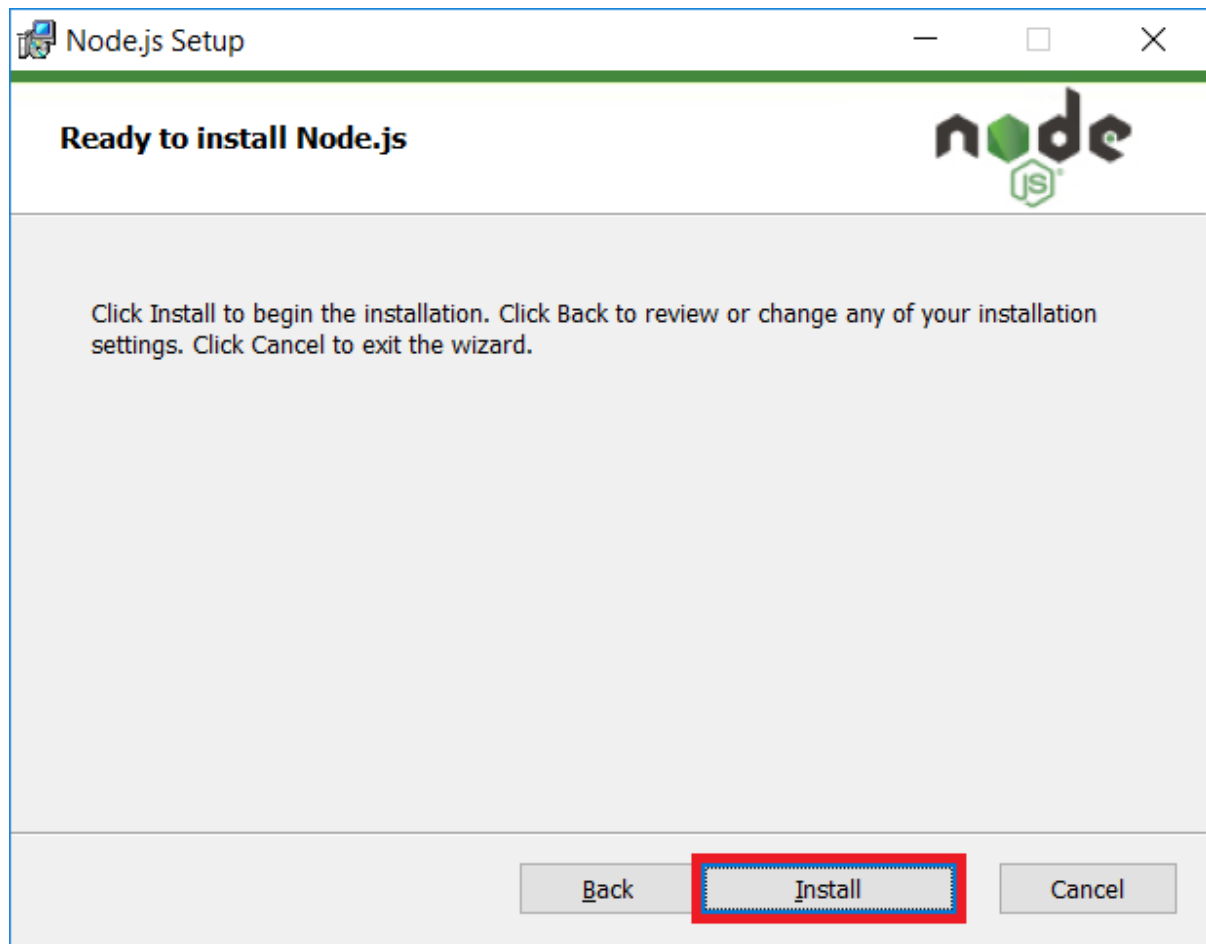 Node.js Setup
Ready to install Node.js
node
JS
Click Install to begin the installation. Click Back to review or change any of your installation
settings. Click Cancel to exit the wizard.
Back
Install
Cancel